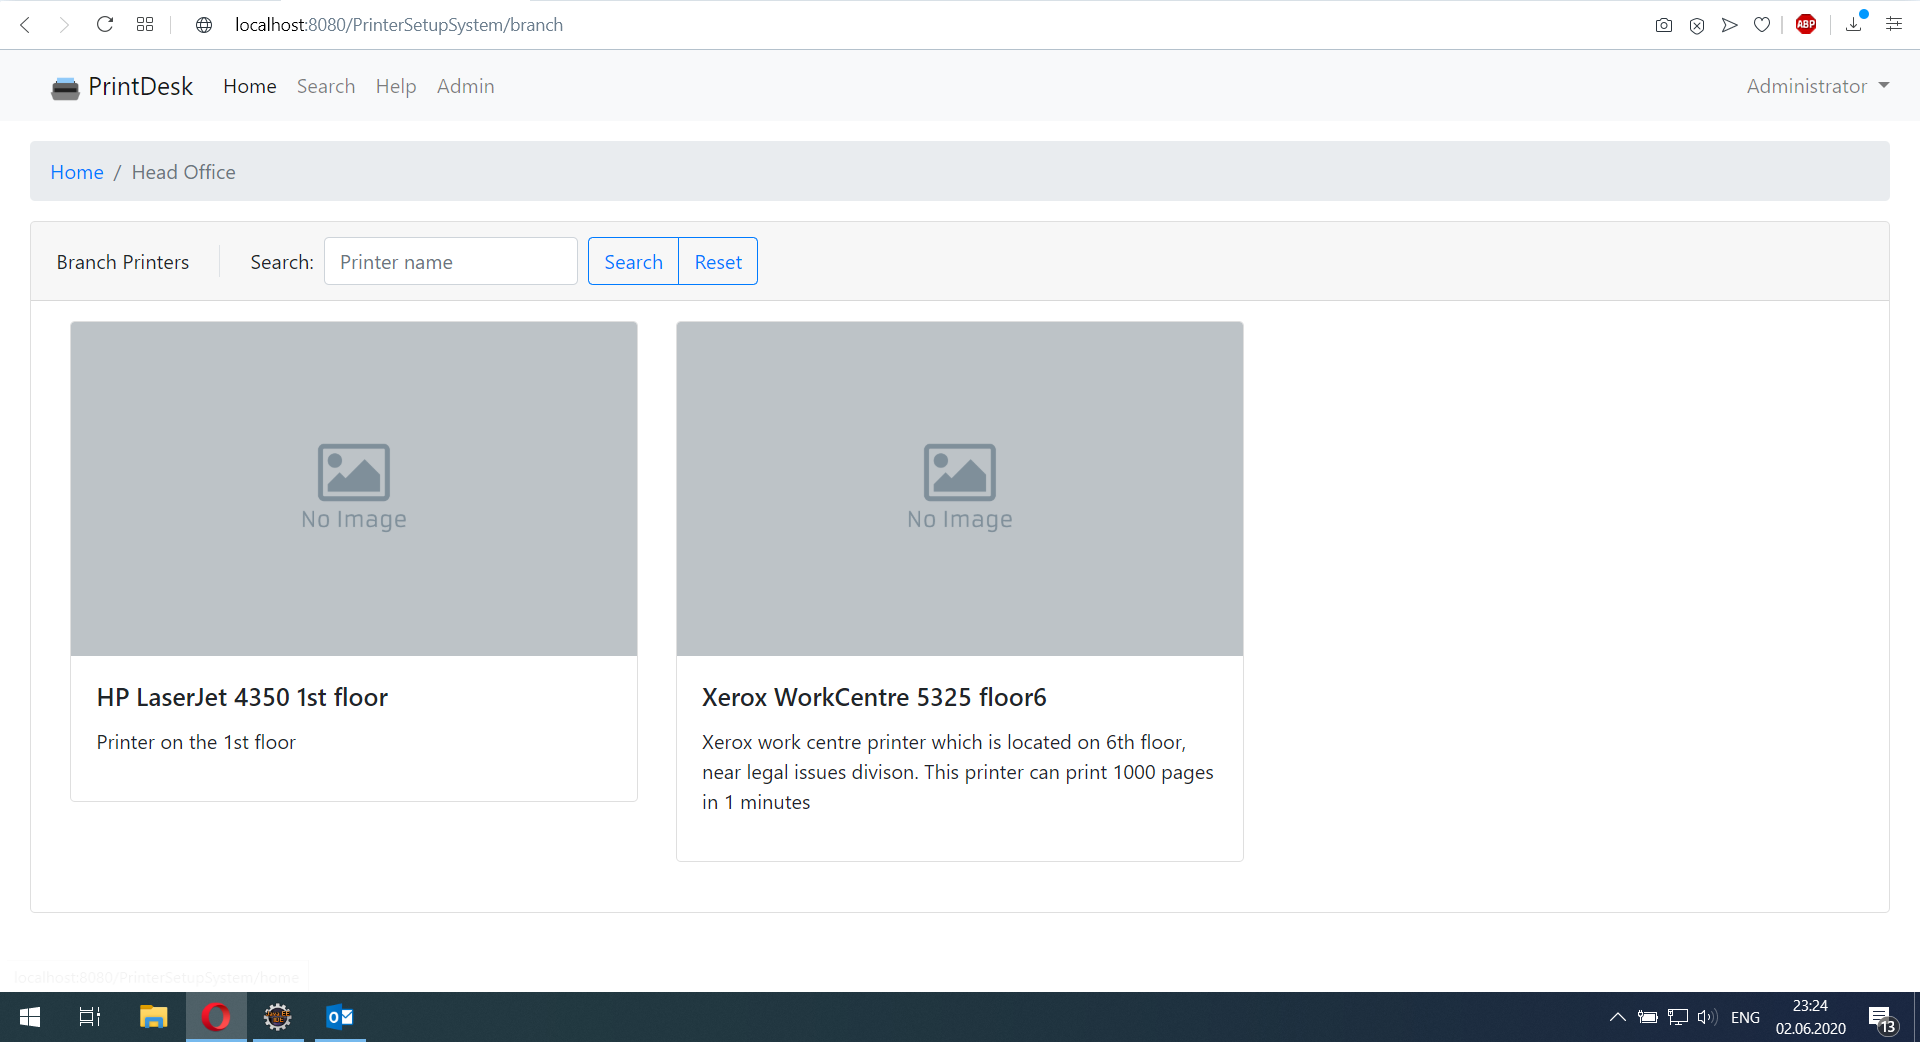 localhost:8080/PrinterSetupSystem/branch
ABP
PrintDesk Home Search Help Admin Administrator
Home / Head Office
Branch Printers Search: Printer name Search Reset
No Image No Image
HP LaserJet 4350 1st floor
Printer on the 1st floor
Xerox WorkCentre 5325 floor6
Xerox work centre printer which is located on 6th floor,
near legal issues divison. This printer can print 1000 pages
in 1 minutes
localhost:8080/PrinterSetupSystem/home
ENG
23:24
02.06.2020
13